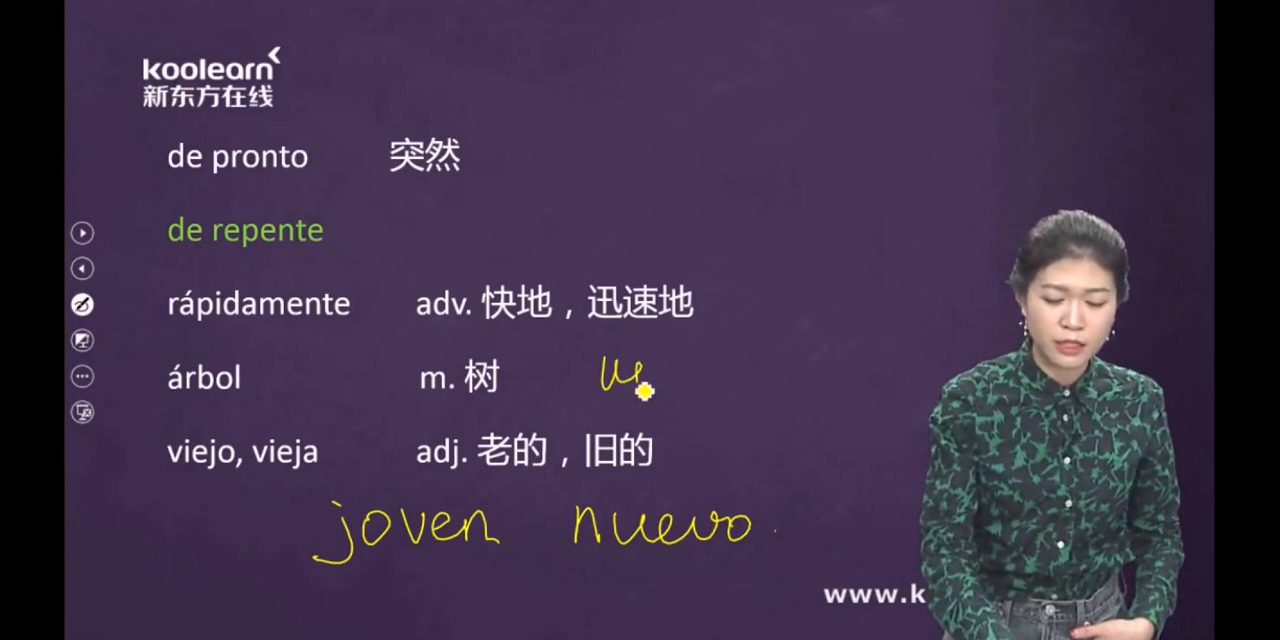 koolearn
新东方在线
de pronto 突然
de repente
rápidamente adv. 快地，迅速地
árbol m. 树
viejo, vieja adj. 老的，旧的
joven nuevo
www.k